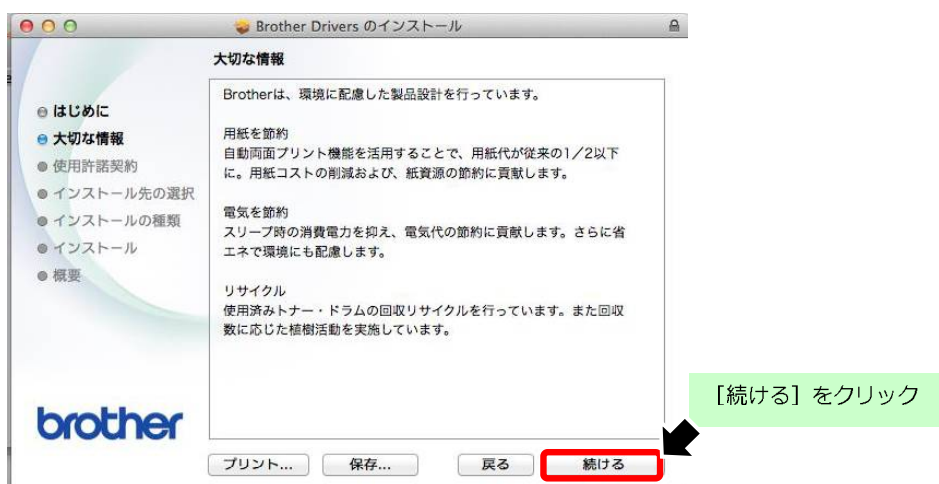 Brother Drivers のインストール
大切な情報
はじめに
大切な情報
使用許諾契約
インストール先の選択
インストールの種類
インストール
概要
Brotherは、環境に配慮した製品設計を行っています。
用紙を節約
自動両面プリント機能を活用することで、用紙代が従来の1／2以下
に。用紙コストの削減および、紙資源の節約に貢献します。
電気を節約
スリープ時の消費電力を抑え、電気代の節約に貢献します。さらに省
エネで環境にも配慮します。
リサイクル
使用済みトナー・ドラムの回収リサイクルを行っています。また回収
数に応じた植樹活動を実施しています。
brother
プリント...
保存...
戻る
続ける
［続ける］をクリック